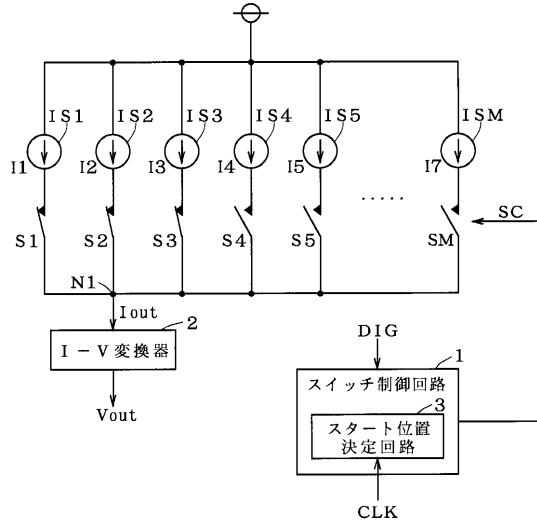 IS1 IS2 IS3 IS4 IS5 ISM
I1 I2 I3 I4 I5 I7
.....
SC
S1 S2 S3 S4 S5 SM
N1
Iout
2
I-V変換器
Vout
DIG
1
スイッチ制御回路
3
スタート位置
決定回路
CLK